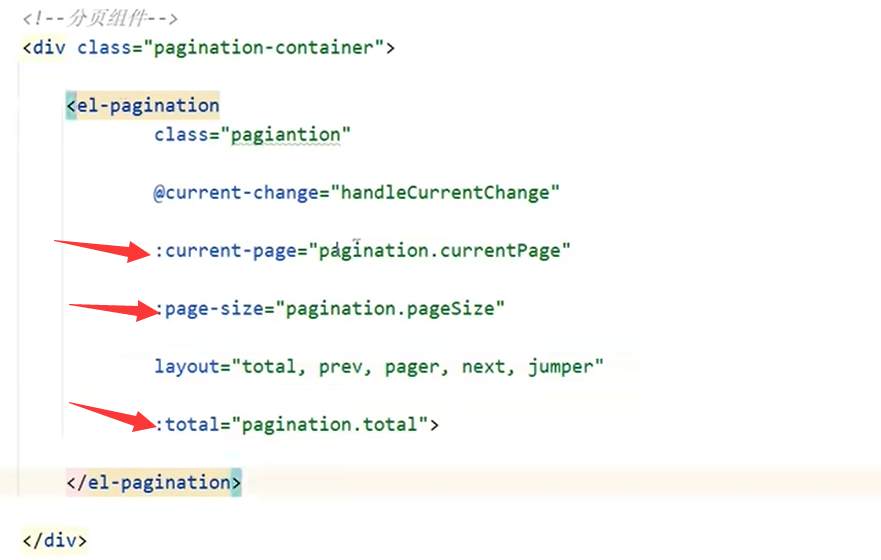 <!--分页组件-->
<div class="pagination-container">
<el-pagination
class="pagiantion"
@current-change="handleCurrentChange"
:current-page="pagination.currentPage"
:page-size="pagination.pageSize"
layout="total, prev, pager, next, jumper"
:total="pagination.total">
</el-pagination>
</div>